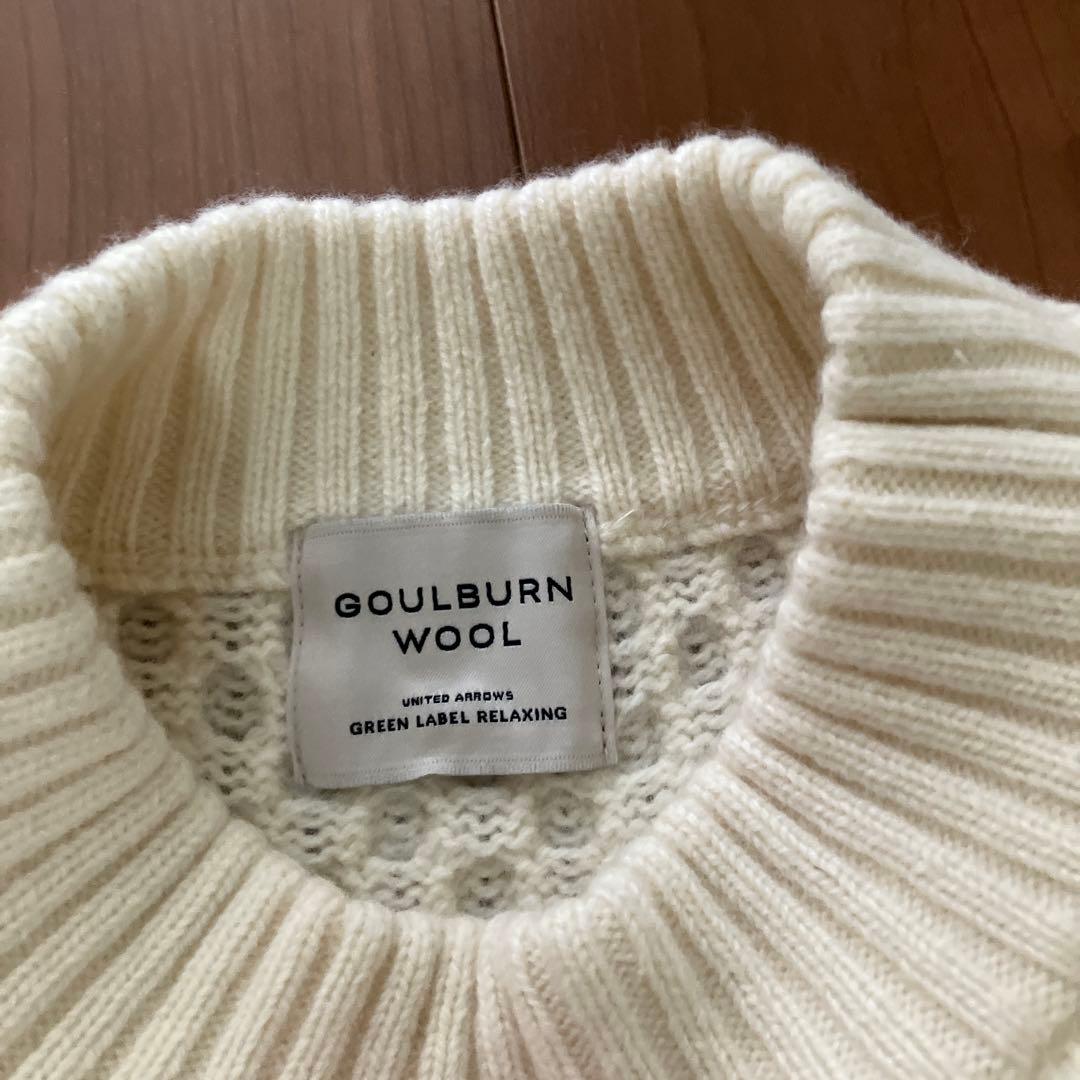 GOULBURN
WOOL
UNITED ARROWS
GREEN LABEL RELAXING